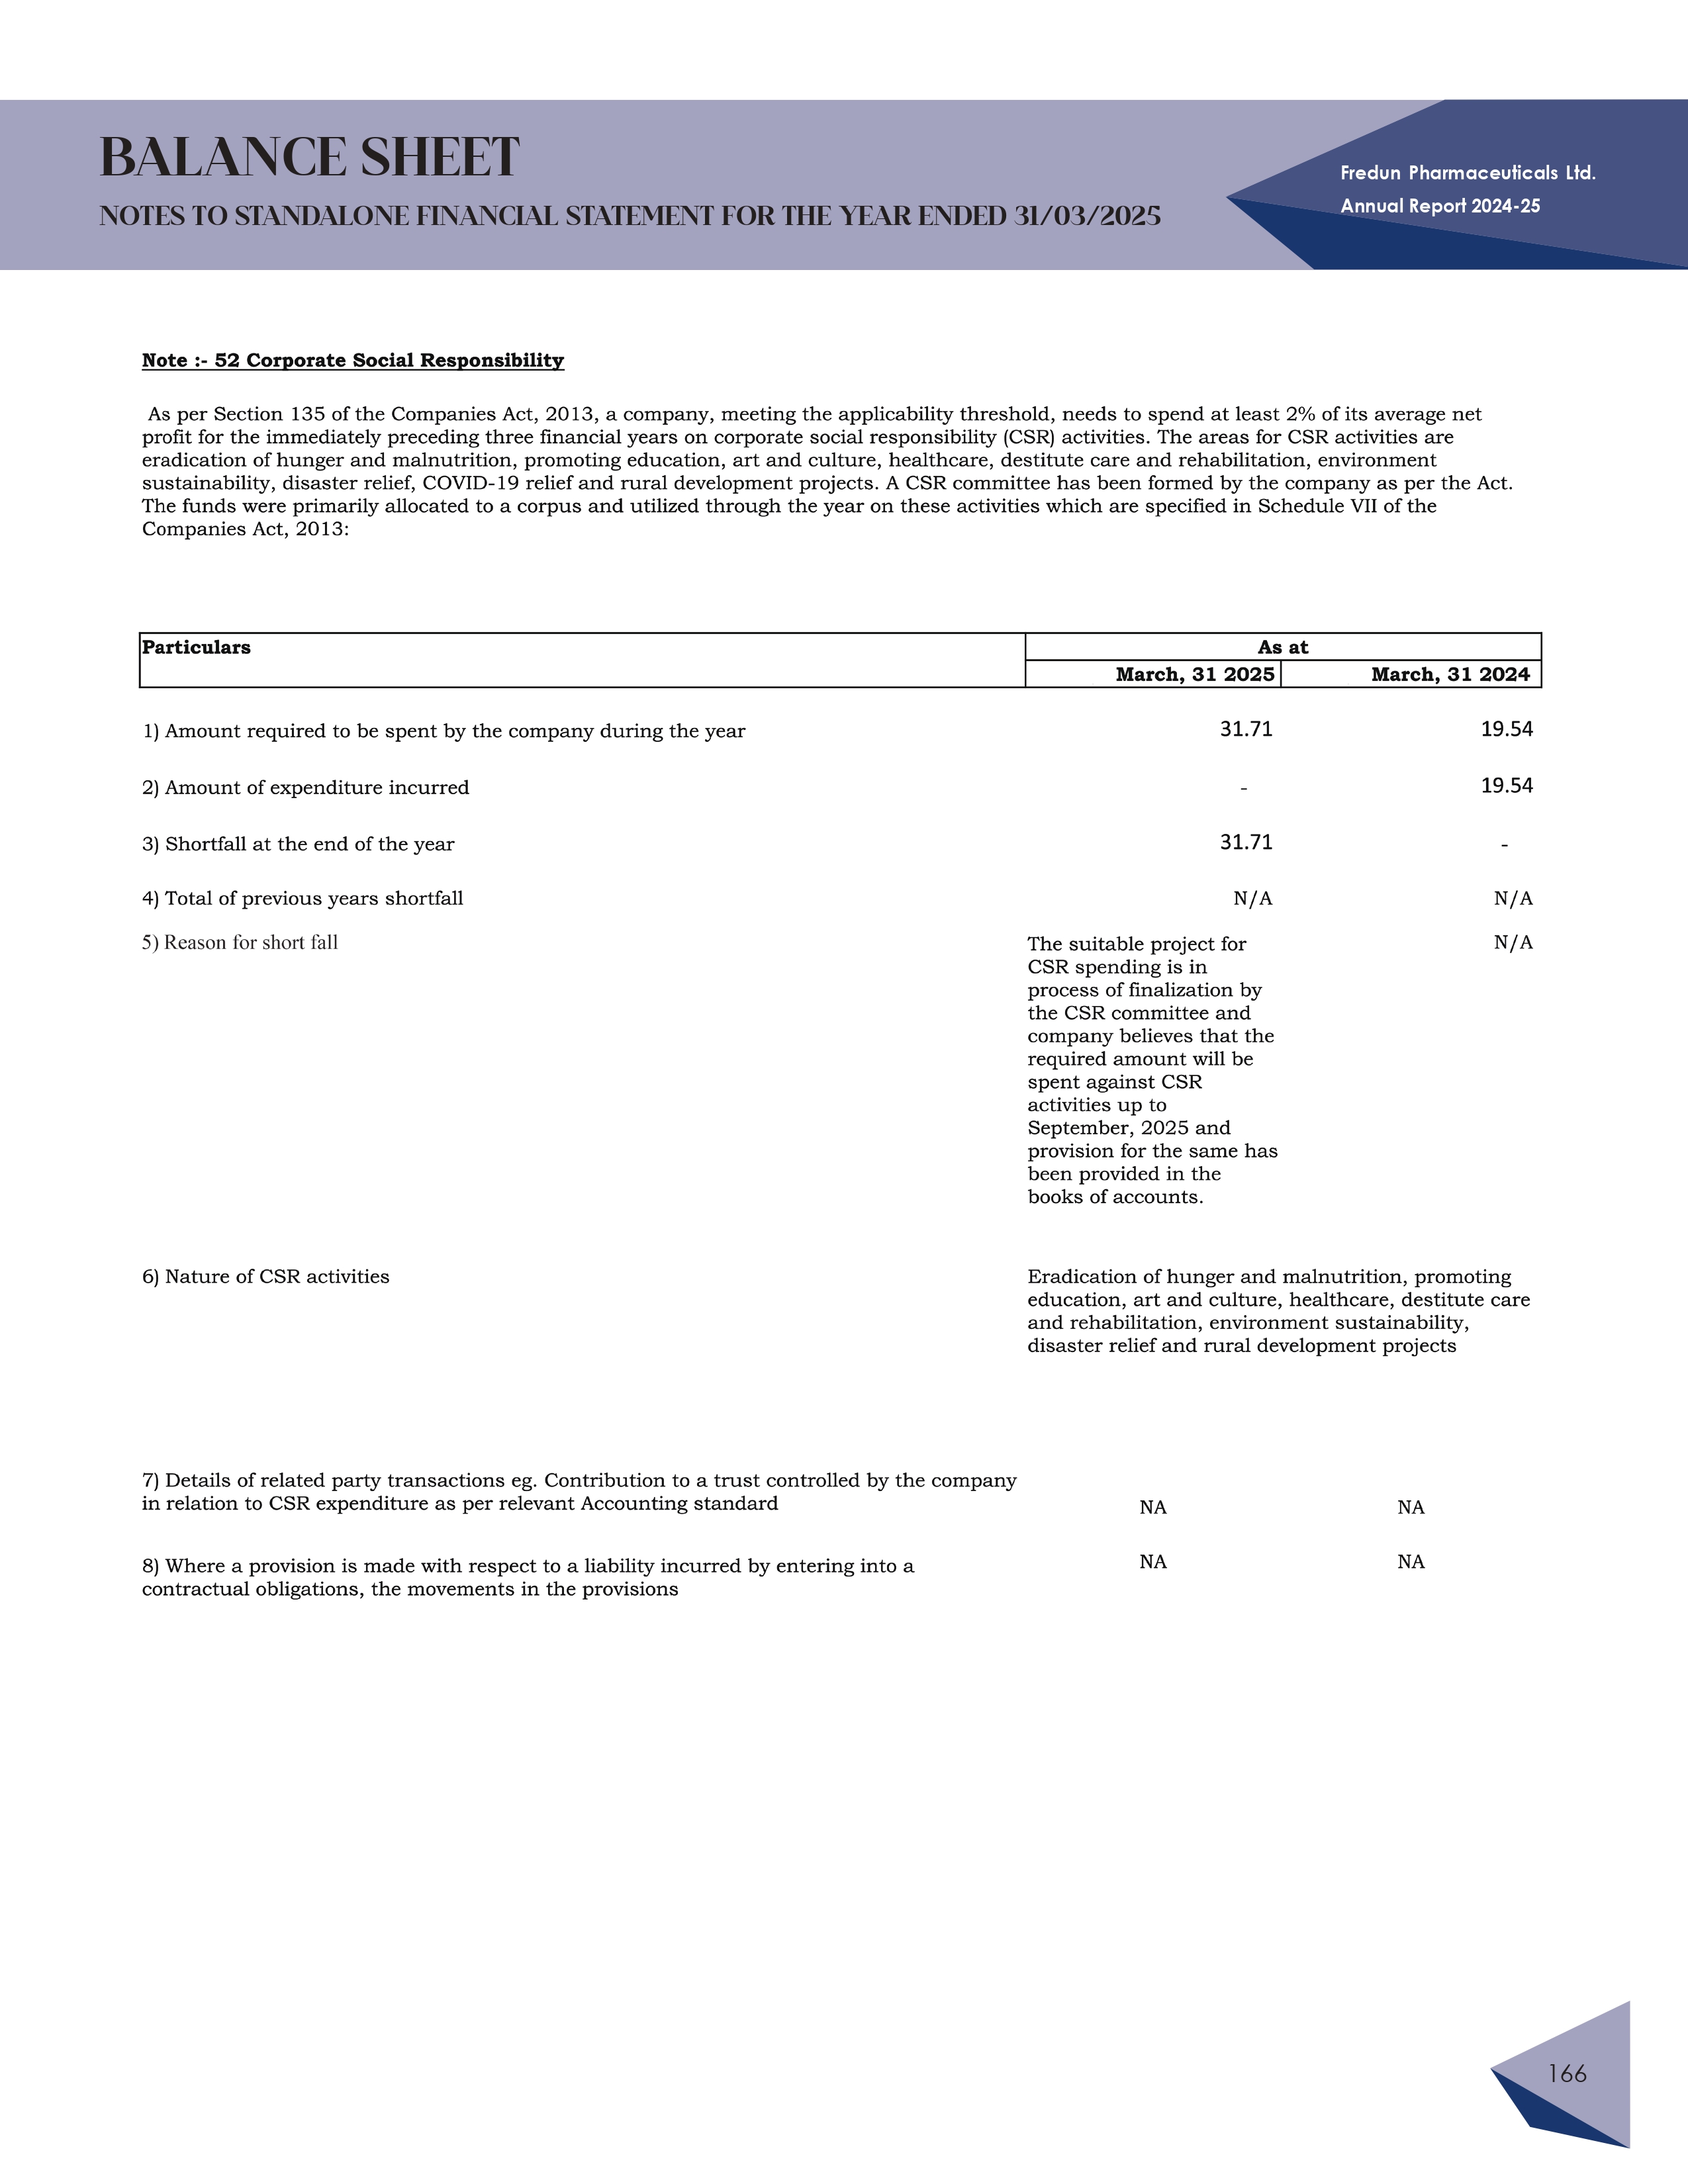 BALANCE SHEET
NOTES TO STANDALONE FINANCIAL STATEMENT FOR THE YEAR ENDED 31/03/2025
Fredun Pharmaceuticals Ltd.
Annual Report 2024-25
Note :- 52 Corporate Social Responsibility
As per Section 135 of the Companies Act, 2013, a company, meeting the applicability threshold, needs to spend at least 2% of its average net
profit for the immediately preceding three financial years on corporate social responsibility (CSR) activities. The areas for CSR activities are
eradication of hunger and malnutrition, promoting education, art and culture, healthcare, destitute care and rehabilitation, environment
sustainability, disaster relief, COVID-19 relief and rural development projects. A CSR committee has been formed by the company as per the Act.
The funds were primarily allocated to a corpus and utilized through the year on these activities which are specified in Schedule VII of the
Companies Act, 2013:
Particulars As at
March, 31 2025 March, 31 2024
1) Amount required to be spent by the company during the year 31.71 19.54
2) Amount of expenditure incurred - 19.54
3) Shortfall at the end of the year 31.71 -
4) Total of previous years shortfall N/A N/A
5) Reason for short fall The suitable project for N/A
CSR spending is in
process of finalization by
the CSR committee and
company believes that the
required amount will be
spent against CSR
activities up to
September, 2025 and
provision for the same has
been provided in the
books of accounts.
6) Nature of CSR activities Eradication of hunger and malnutrition, promoting
education, art and culture, healthcare, destitute care
and rehabilitation, environment sustainability,
disaster relief and rural development projects
7) Details of related party transactions eg. Contribution to a trust controlled by the company
in relation to CSR expenditure as per relevant Accounting standard NA NA
8) Where a provision is made with respect to a liability incurred by entering into a NA NA
contractual obligations, the movements in the provisions
166